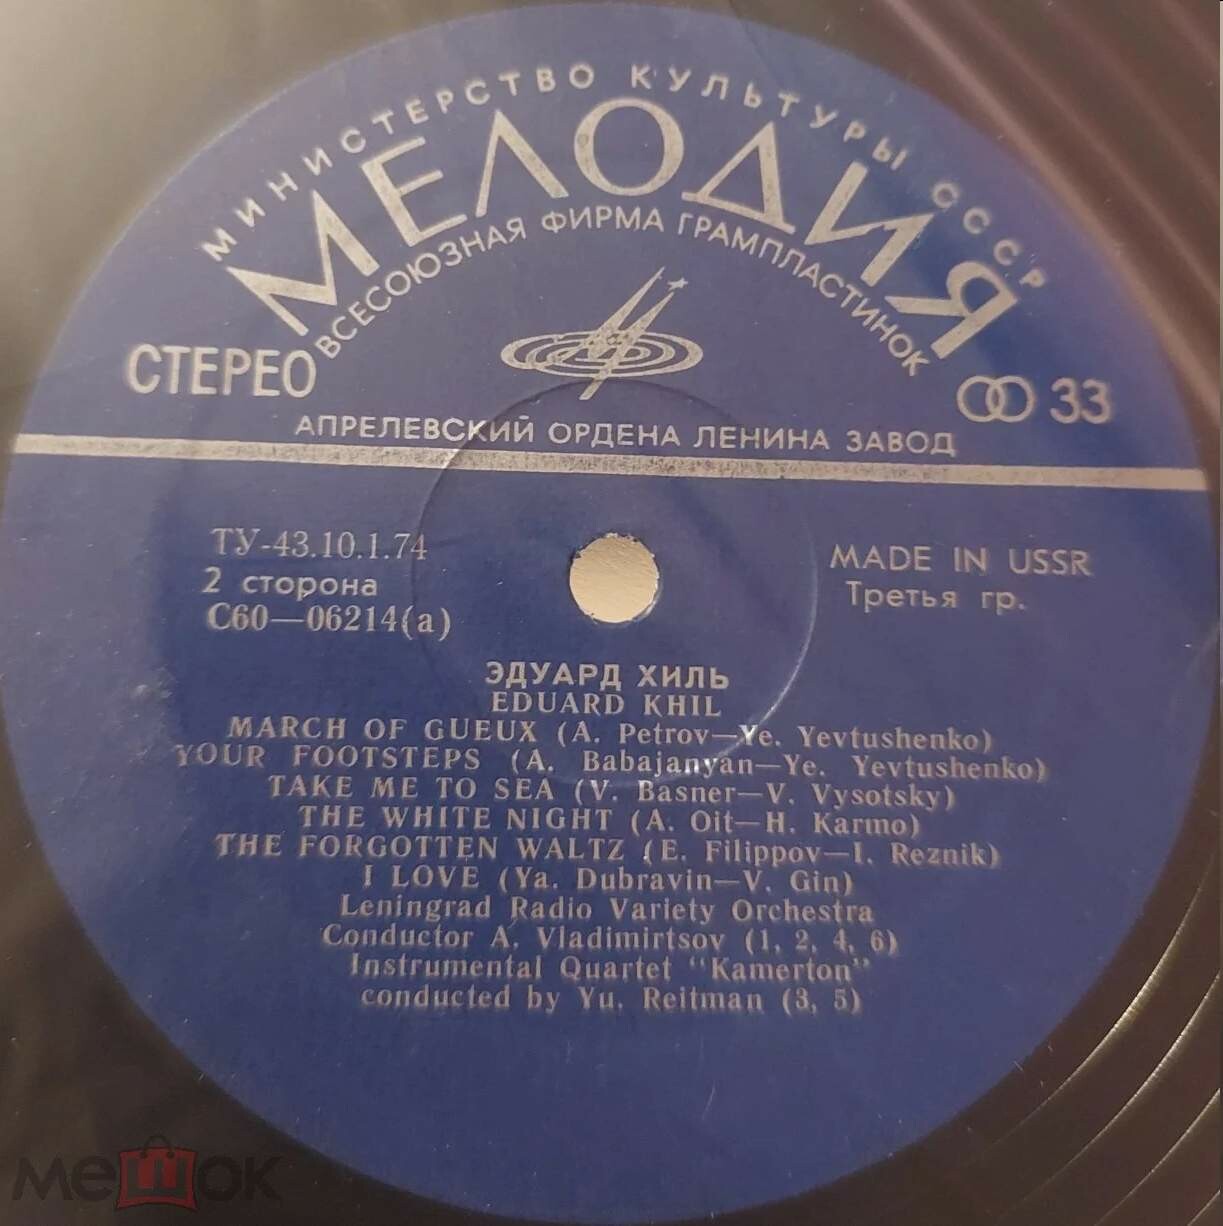 МИНИСТЕРСТВО КУЛЬТУРЫ СССР
МЕЛОДИЯ
ВСЕСОЮЗНАЯ ФИРМА ГРАМПЛАСТИНОК
СТЕРЕО
33
АПРЕЛЕВСКИЙ ОРДЕНА ЛЕНИНА ЗАВОД
ТУ-43.10.1.74
2 сторона
С60—06214(а)
MADE IN USSR
Третья гр.
ЭДУАРД ХИЛЬ
EDUARD KHIL
MARCH OF GUEUX (A. Petrov—Ye. Yevtushenko)
YOUR FOOTSTEPS (A. Babajanyan—Ye. Yevtushenko)
TAKE ME TO SEA (V. Basner—V. Vysotsky)
THE WHITE NIGHT (A. Oit—H. Karmo)
THE FORGOTTEN WALTZ (E. Filippov—I. Reznik)
I LOVE (Ya. Dubravin—V. Gin)
Leningrad Radio Variety Orchestra
Conductor A. Vladimirtsov (1, 2, 4, 6)
Instrumental Quartet "Kamerton"
conducted by Yu. Reitman (3, 5)
мешок